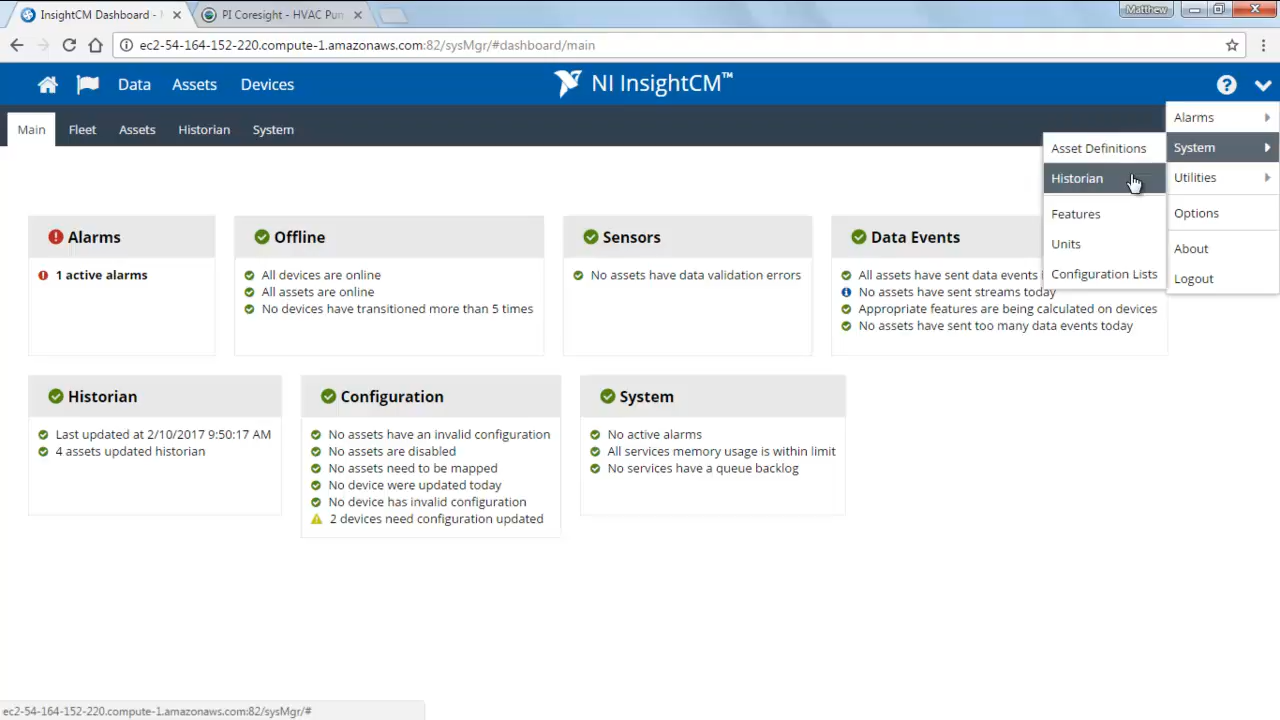 InsightCM Dashboard -
PI Coresight - HVAC Pun
Matthew
ec2-54-164-152-220.compute-1.amazonaws.com:82/sysMgr/#dashboard/main
Data
Assets
Devices
NI InsightCM™
?
Main
Fleet
Assets
Historian
System
Alarms
System
Utilities
Options
About
Logout
Asset Definitions
Historian
Features
Units
Configuration Lists
Alarms
1 active alarms
Offline
All devices are online
All assets are online
No devices have transitioned more than 5 times
Sensors
No assets have data validation errors
Data Events
All assets have sent data events
No assets have sent streams today
Appropriate features are being calculated on devices
No assets have sent too many data events today
Historian
Last updated at 2/10/2017 9:50:17 AM
4 assets updated historian
Configuration
No assets have an invalid configuration
No assets are disabled
No assets need to be mapped
No device were updated today
No device has invalid configuration
2 devices need configuration updated
System
No active alarms
All services memory usage is within limit
No services have a queue backlog
ec2-54-164-152-220.compute-1.amazonaws.com:82/sysMgr/#